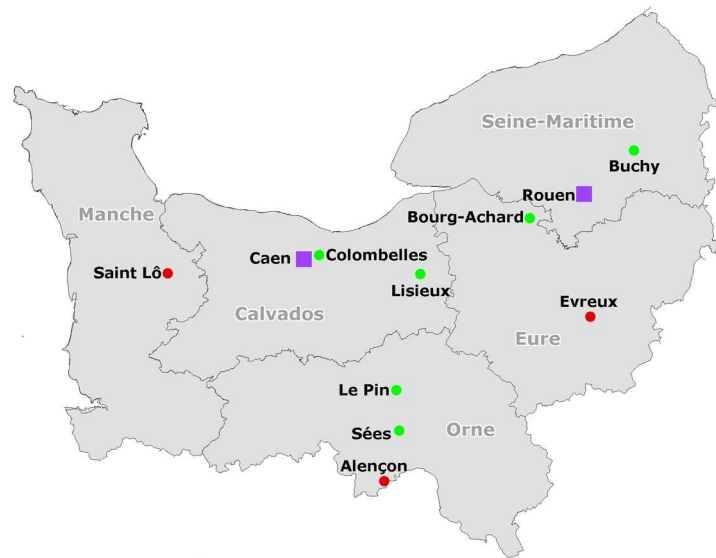 Seine-Maritime
Buchy
Rouen
Manche
Bourg-Achard
Caen
Colombelles
Saint Lô
Lisieux
Evreux
Calvados
Eure
Le Pin
Sées
Orne
Alençon